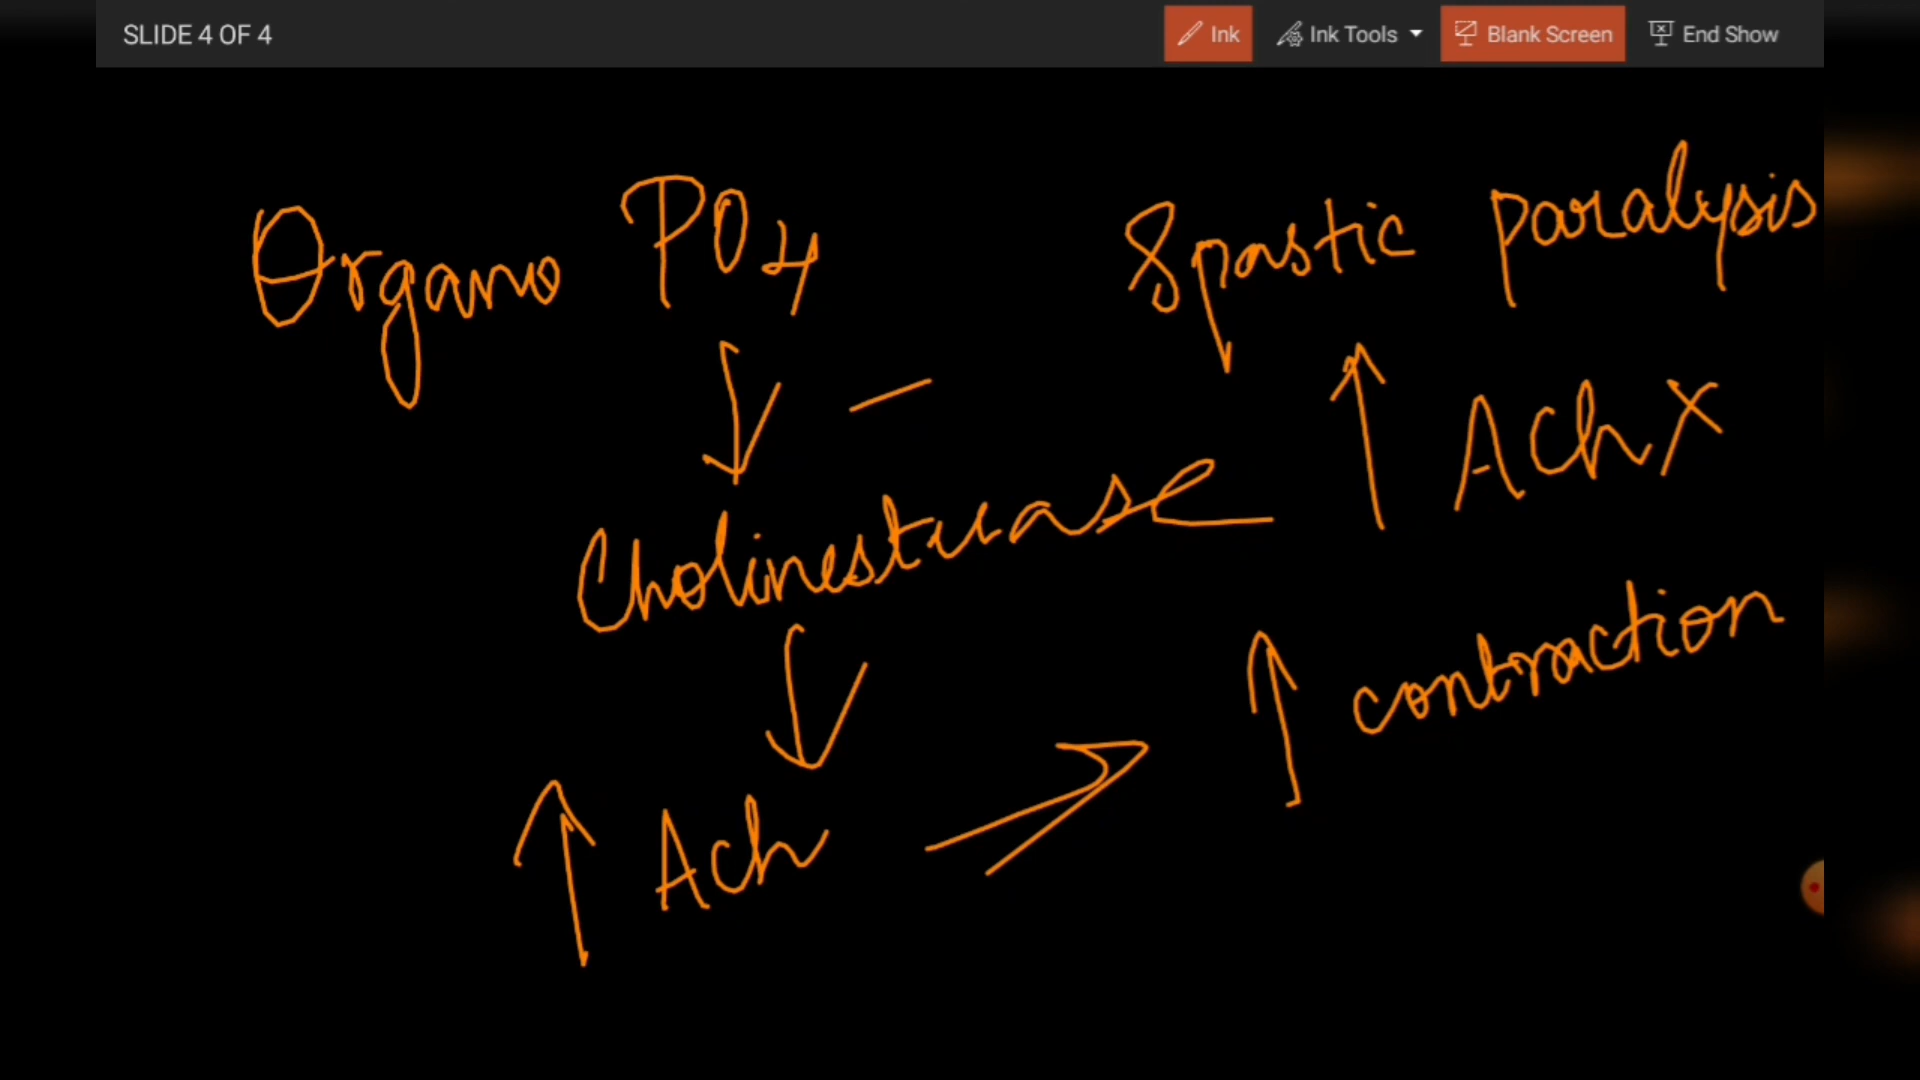 SLIDE 4 OF 4 Ink Ink Tools Blank Screen End Show
Organo PO4
↓ —
Cholinesterase
↓
↑ Ach → ↑ contraction
Spastic paralysis
↑ AChx